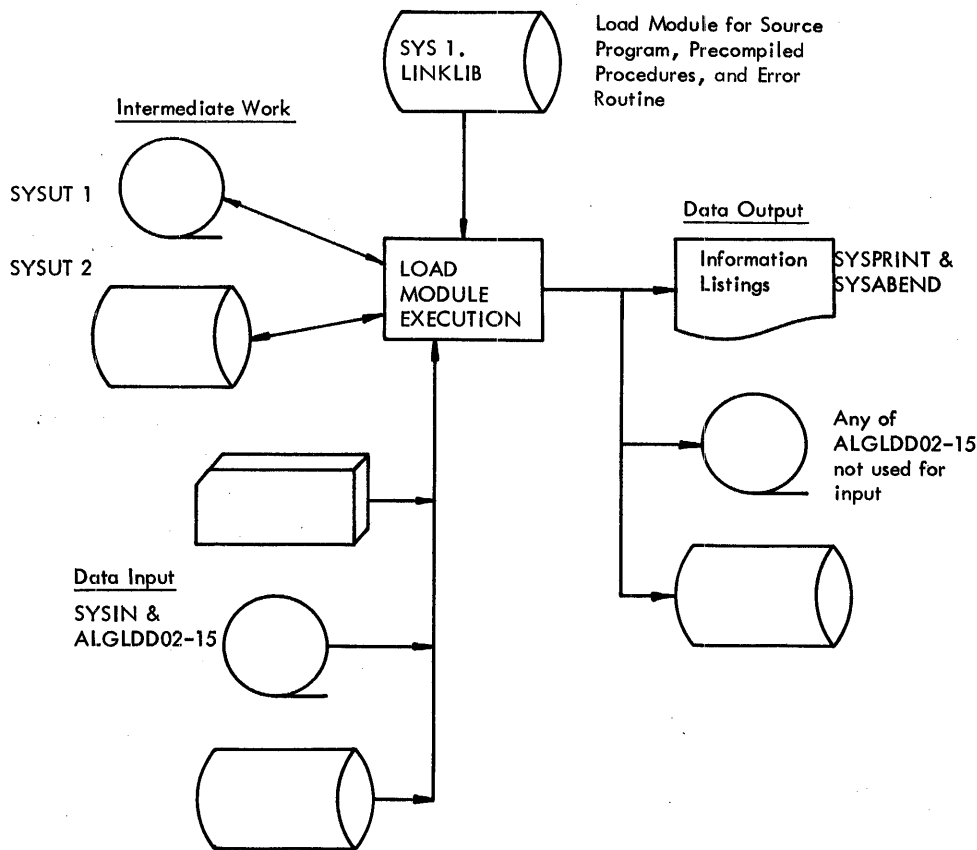 SYS 1.
LINKLIB
Load Module for Source
Program, Precompiled
Procedures, and Error
Routine
Intermediate Work
SYSUT 1
SYSUT 2
LOAD
MODULE
EXECUTION
Data Output
Information
Listings
SYSPRINT &
SYSABEND
Any of
ALGLDD02-15
not used for
input
Data Input
SYSIN &
ALGLDD02-15